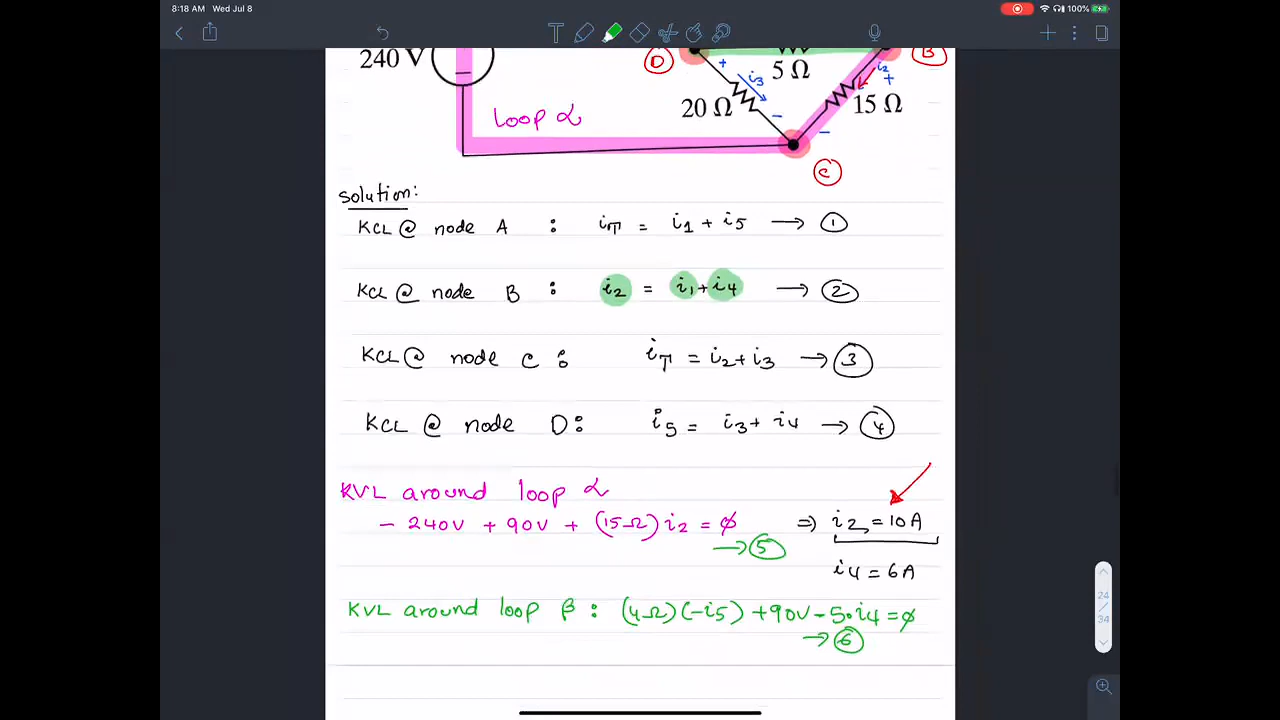 8:18 AM Wed Jul 8
100%
T
240 V
D
B
+ i3 5 Ω i2 +
20 Ω 15 Ω
loop α
− −
C
solution:
KCL @ node A : iT = i1 + i5 → 1
KCL @ node B : i2 = i1 + i4 → 2
KCL @ node C : iT = i2 + i3 → 3
KCL @ node D : i5 = i3 + i4 → 4
KVL around loop α
− 240V + 90V + (15Ω) i2 = ϕ ⇒ i2 = 10A
→ 5
i4 = 6A
KVL around loop β : (4Ω)(−i5) + 90V − 5·i4 = ϕ
→ 6
24
/
34